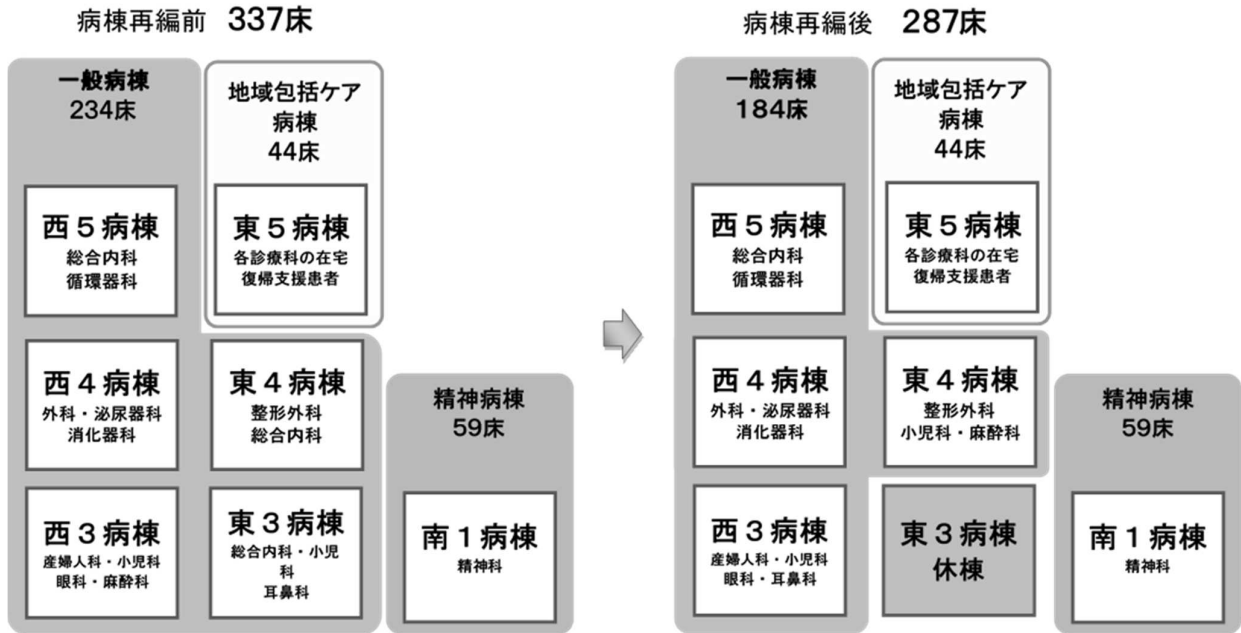 病棟再編前 337床
一般病棟
234床
地域包括ケア
病棟
44床
西5病棟
総合内科
循環器科
東5病棟
各診療科の在宅
復帰支援患者
西4病棟
外科・泌尿器科
消化器科
東4病棟
整形外科
総合内科
精神病棟
59床
西3病棟
産婦人科・小児科
眼科・麻酔科
東3病棟
総合内科・小児
科
耳鼻科
南1病棟
精神科
病棟再編後 287床
一般病棟
184床
地域包括ケア
病棟
44床
西5病棟
総合内科
循環器科
東5病棟
各診療科の在宅
復帰支援患者
西4病棟
外科・泌尿器科
消化器科
東4病棟
整形外科
小児科・麻酔科
精神病棟
59床
西3病棟
産婦人科・小児科
眼科・耳鼻科
東3病棟
休棟
南1病棟
精神科